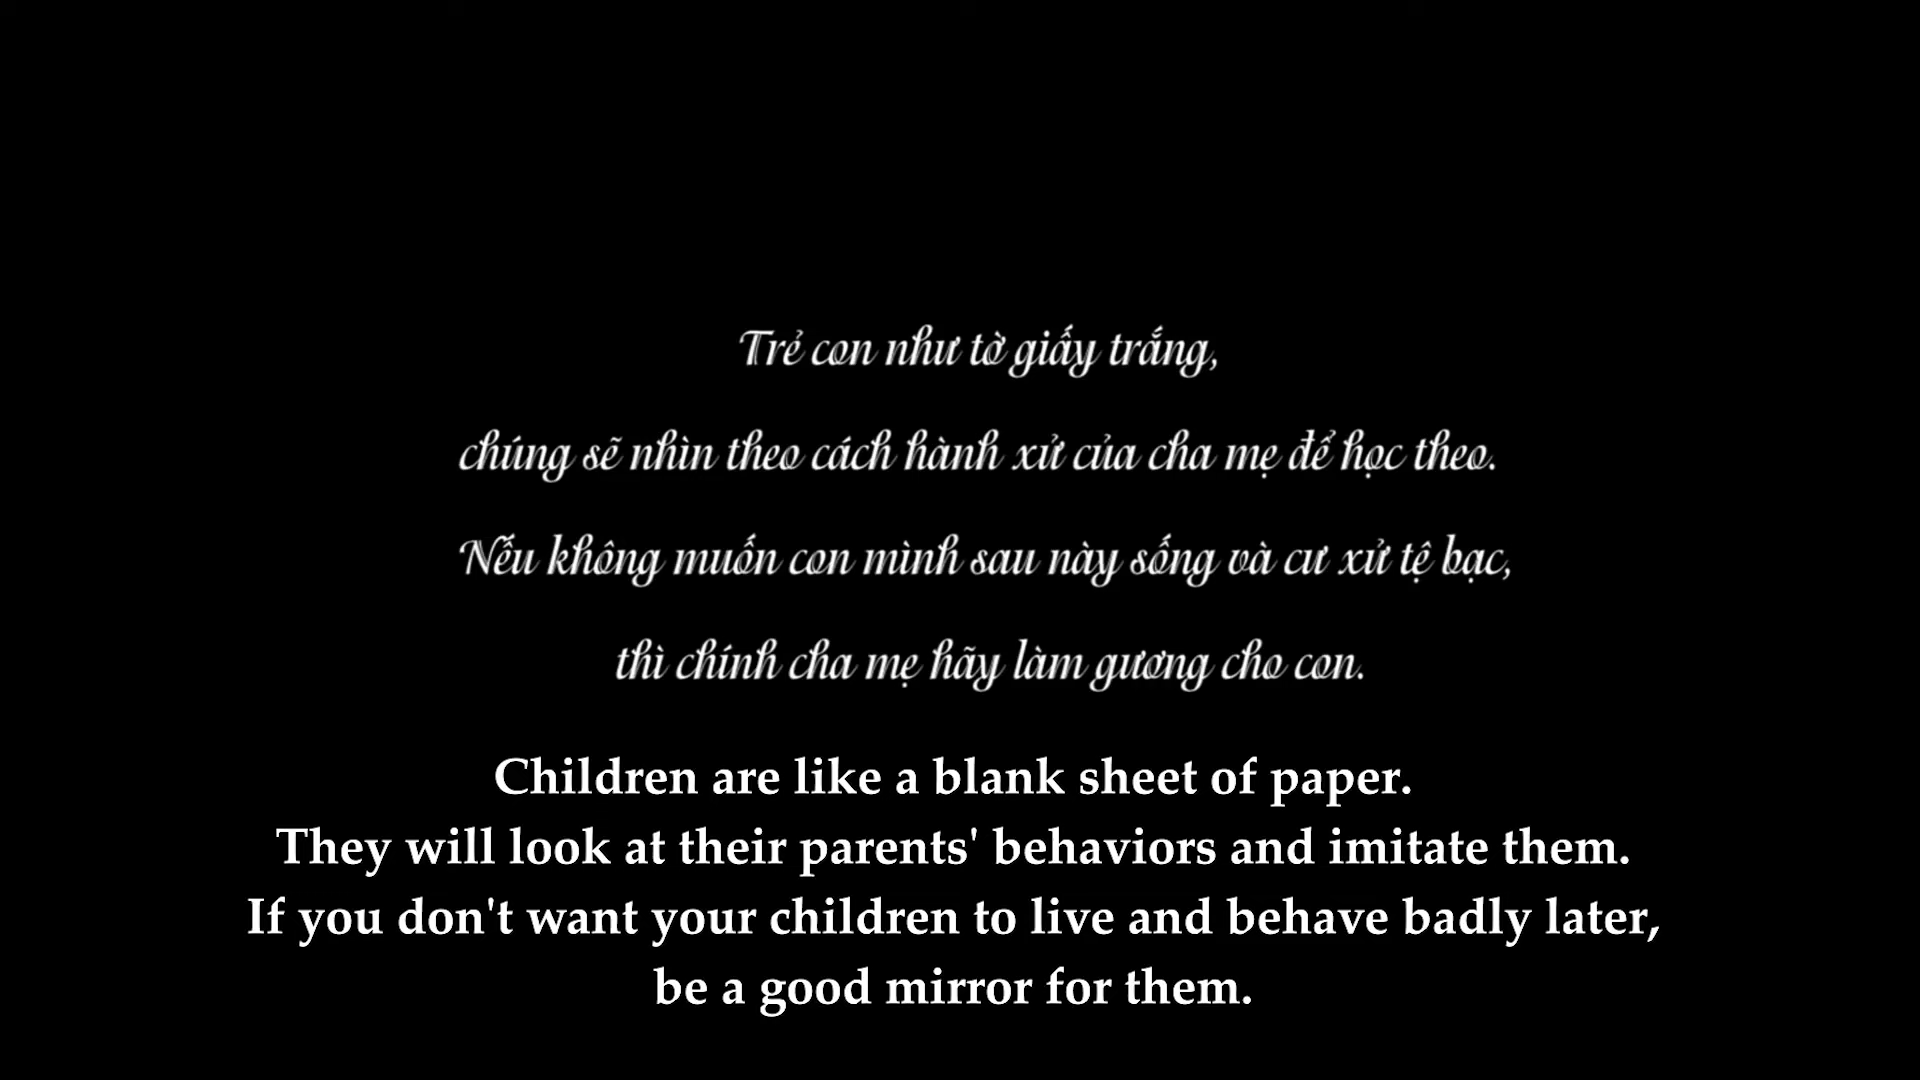 Trẻ con như tờ giấy trắng,
chúng sẽ nhìn theo cách hành xử của cha mẹ để học theo.
Nếu không muốn con mình sau này sống và cư xử tệ bạc,
thì chính cha mẹ hãy làm gương cho con.
Children are like a blank sheet of paper.
They will look at their parents' behaviors and imitate them.
If you don't want your children to live and behave badly later,
be a good mirror for them.